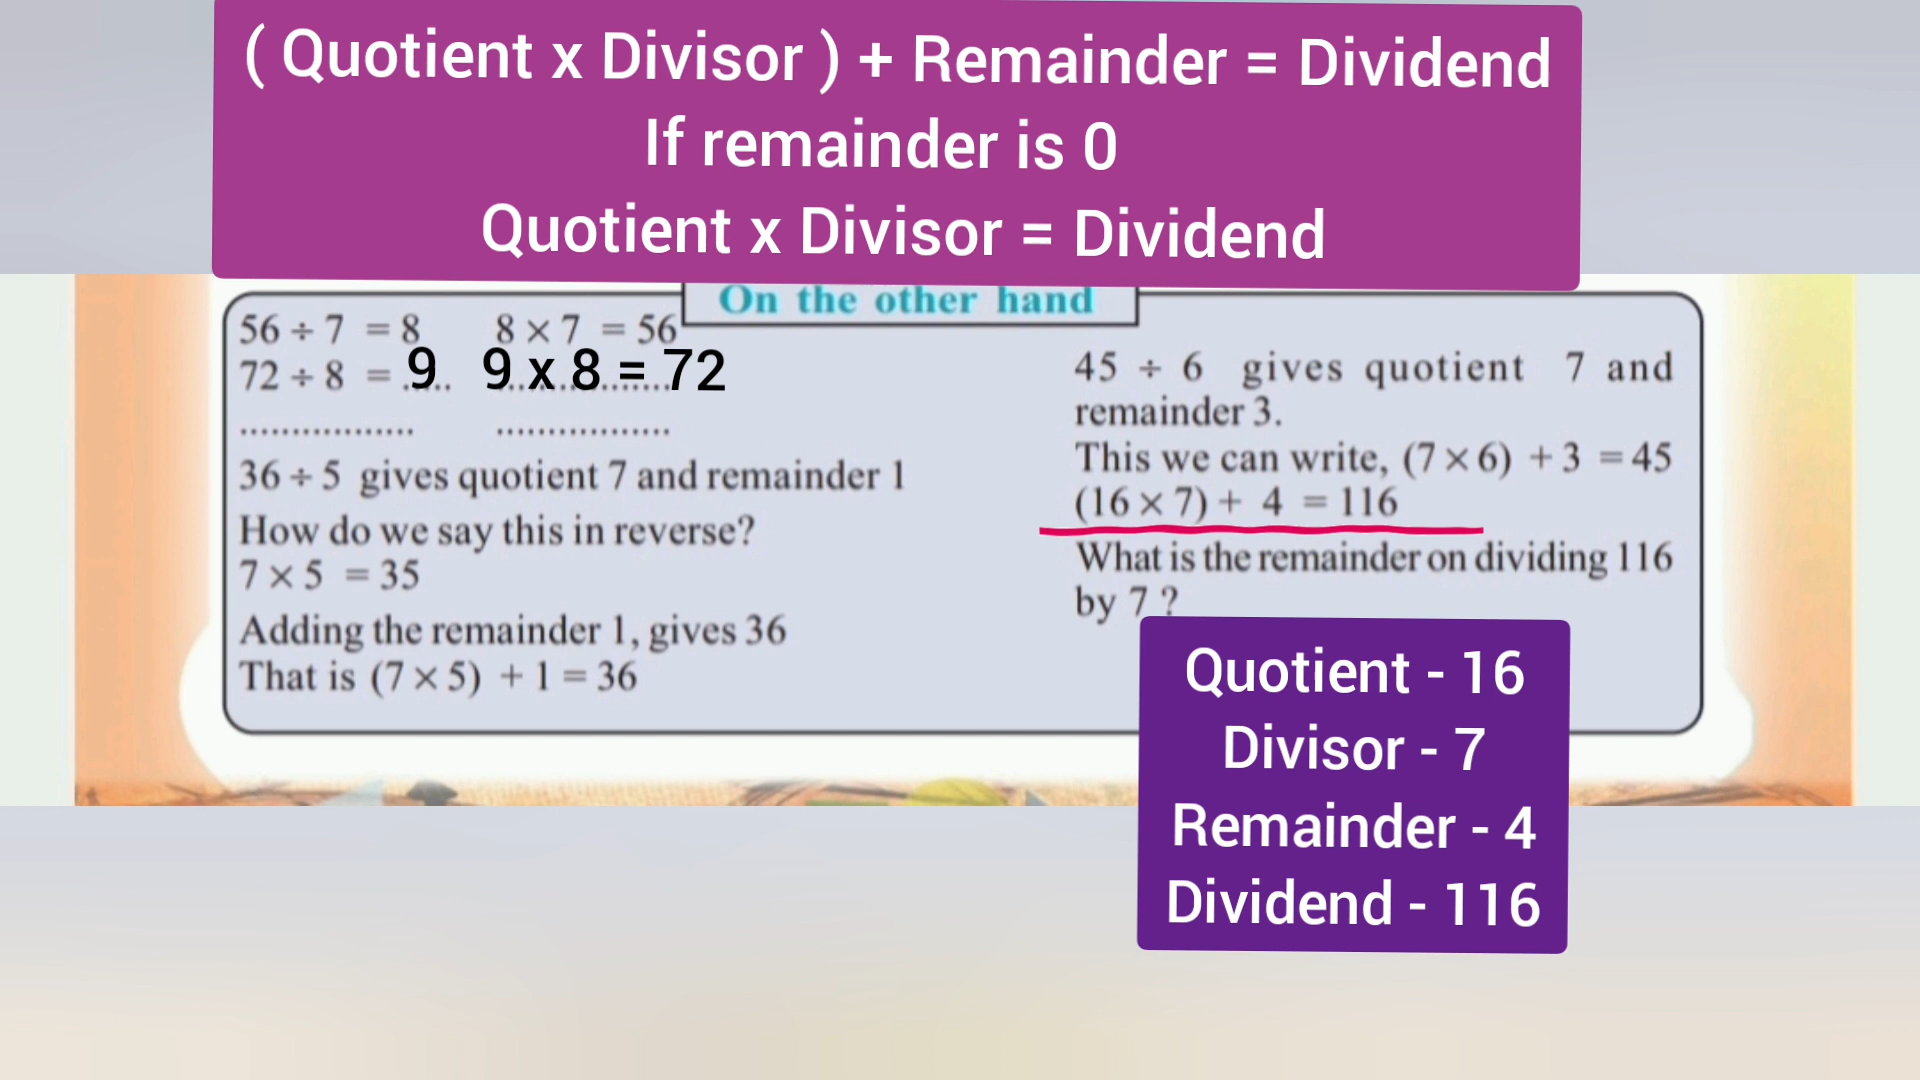 ( Quotient x Divisor ) + Remainder = Dividend
If remainder is 0
Quotient x Divisor = Dividend
On the other hand
56 ÷ 7 = 8 8 × 7 = 56
72 ÷ 8 = 9 9 x 8 = 72
................. .................
36 ÷ 5 gives quotient 7 and remainder 1
How do we say this in reverse?
7 × 5 = 35
Adding the remainder 1, gives 36
That is (7 × 5) + 1 = 36
45 ÷ 6 gives quotient 7 and
remainder 3.
This we can write, (7 × 6) + 3 = 45
(16 × 7) + 4 = 116
What is the remainder on dividing 116
by 7 ?
Quotient - 16
Divisor - 7
Remainder - 4
Dividend - 116